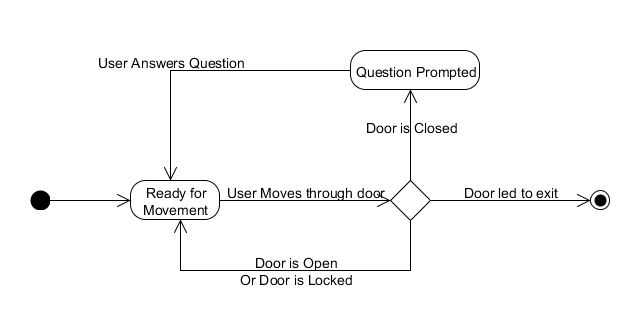 User Answers Question
Question Prompted
Door is Closed
Ready for
Movement
User Moves through door
Door led to exit
Door is Open
Or Door is Locked